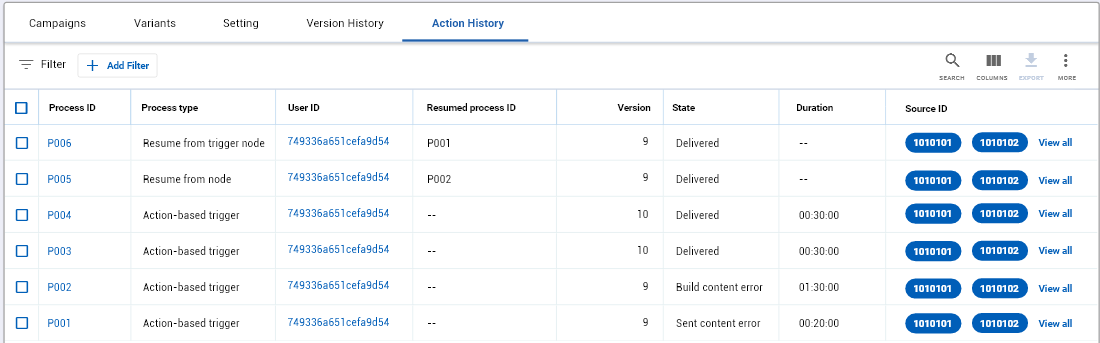 Campaigns Variants Setting Version History Action History
Filter Add Filter SEARCH COLUMNS EXPORT MORE
Process ID Process type User ID Resumed process ID Version State Duration Source ID
P006 Resume from trigger node 749336a651cefa9d54 P001 9 Delivered -- 1010101 1010102 View all
P005 Resume from node 749336a651cefa9d54 P002 9 Delivered -- 1010101 1010102 View all
P004 Action-based trigger 749336a651cefa9d54 -- 10 Delivered 00:30:00 1010101 1010102 View all
P003 Action-based trigger 749336a651cefa9d54 -- 10 Delivered 00:30:00 1010101 1010102 View all
P002 Action-based trigger 749336a651cefa9d54 -- 9 Build content error 01:30:00 1010101 1010102 View all
P001 Action-based trigger 749336a651cefa9d54 -- 9 Sent content error 00:20:00 1010101 1010102 View all